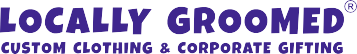 LOCALLY GROOMED®
CUSTOM CLOTHING & CORPORATE GIFTING